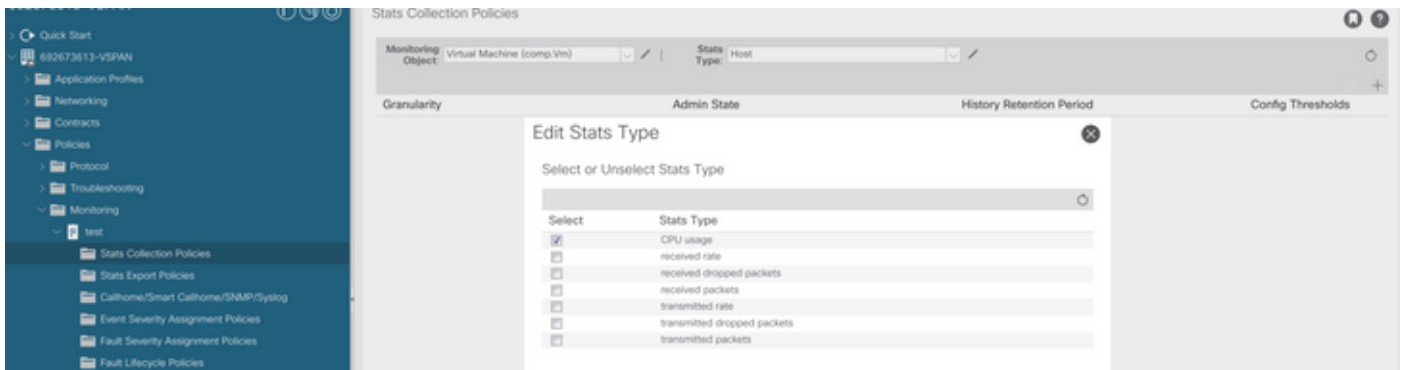 Stats Collection Policies
Quick Start
692673613-VSPAN
Application Profiles
Networking
Contracts
Policies
Protocol
Troubleshooting
Monitoring
test
Stats Collection Policies
Stats Export Policies
Callhome/Smart Callhome/SNMP/Syslog
Event Severity Assignment Policies
Fault Severity Assignment Policies
Fault Lifecycle Policies
Monitoring Object: Virtual Machine (comp.Vm) Stats Type: Host
Granularity Admin State History Retention Period Config Thresholds
Edit Stats Type
Select or Unselect Stats Type
Select Stats Type
CPU usage
received rate
received dropped packets
received packets
transmitted rate
transmitted dropped packets
transmitted packets